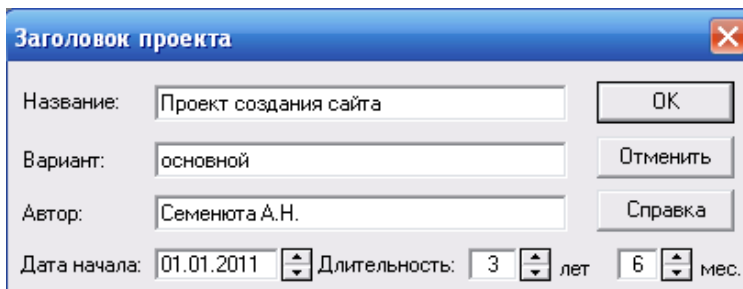 Заголовок проекта
Название: Проект создания сайта OK
Вариант: основной Отменить
Автор: Семенюта А.Н. Справка
Дата начала: 01.01.2011 Длительность: 3 лет 6 мес.